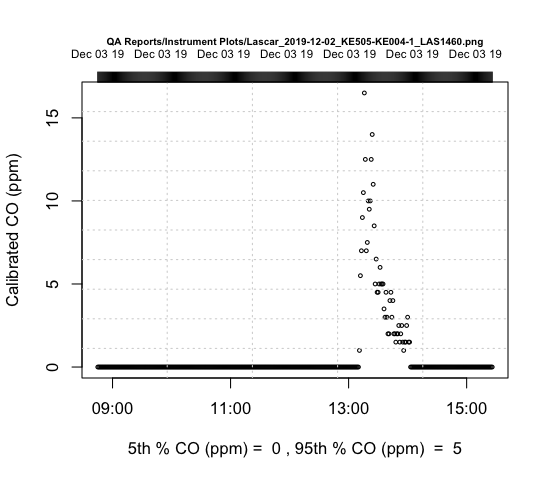 QA Reports/Instrument Plots/Lascar_2019-12-02_KE505-KE004-1_LAS1460.png
Dec 03 19 Dec 03 19 Dec 03 19 Dec 03 19 Dec 03 19 Dec 03 19 Dec 03 19
Calibrated CO (ppm)
15
10
5
0
09:00 11:00 13:00 15:00
5th % CO (ppm) = 0 , 95th % CO (ppm) = 5